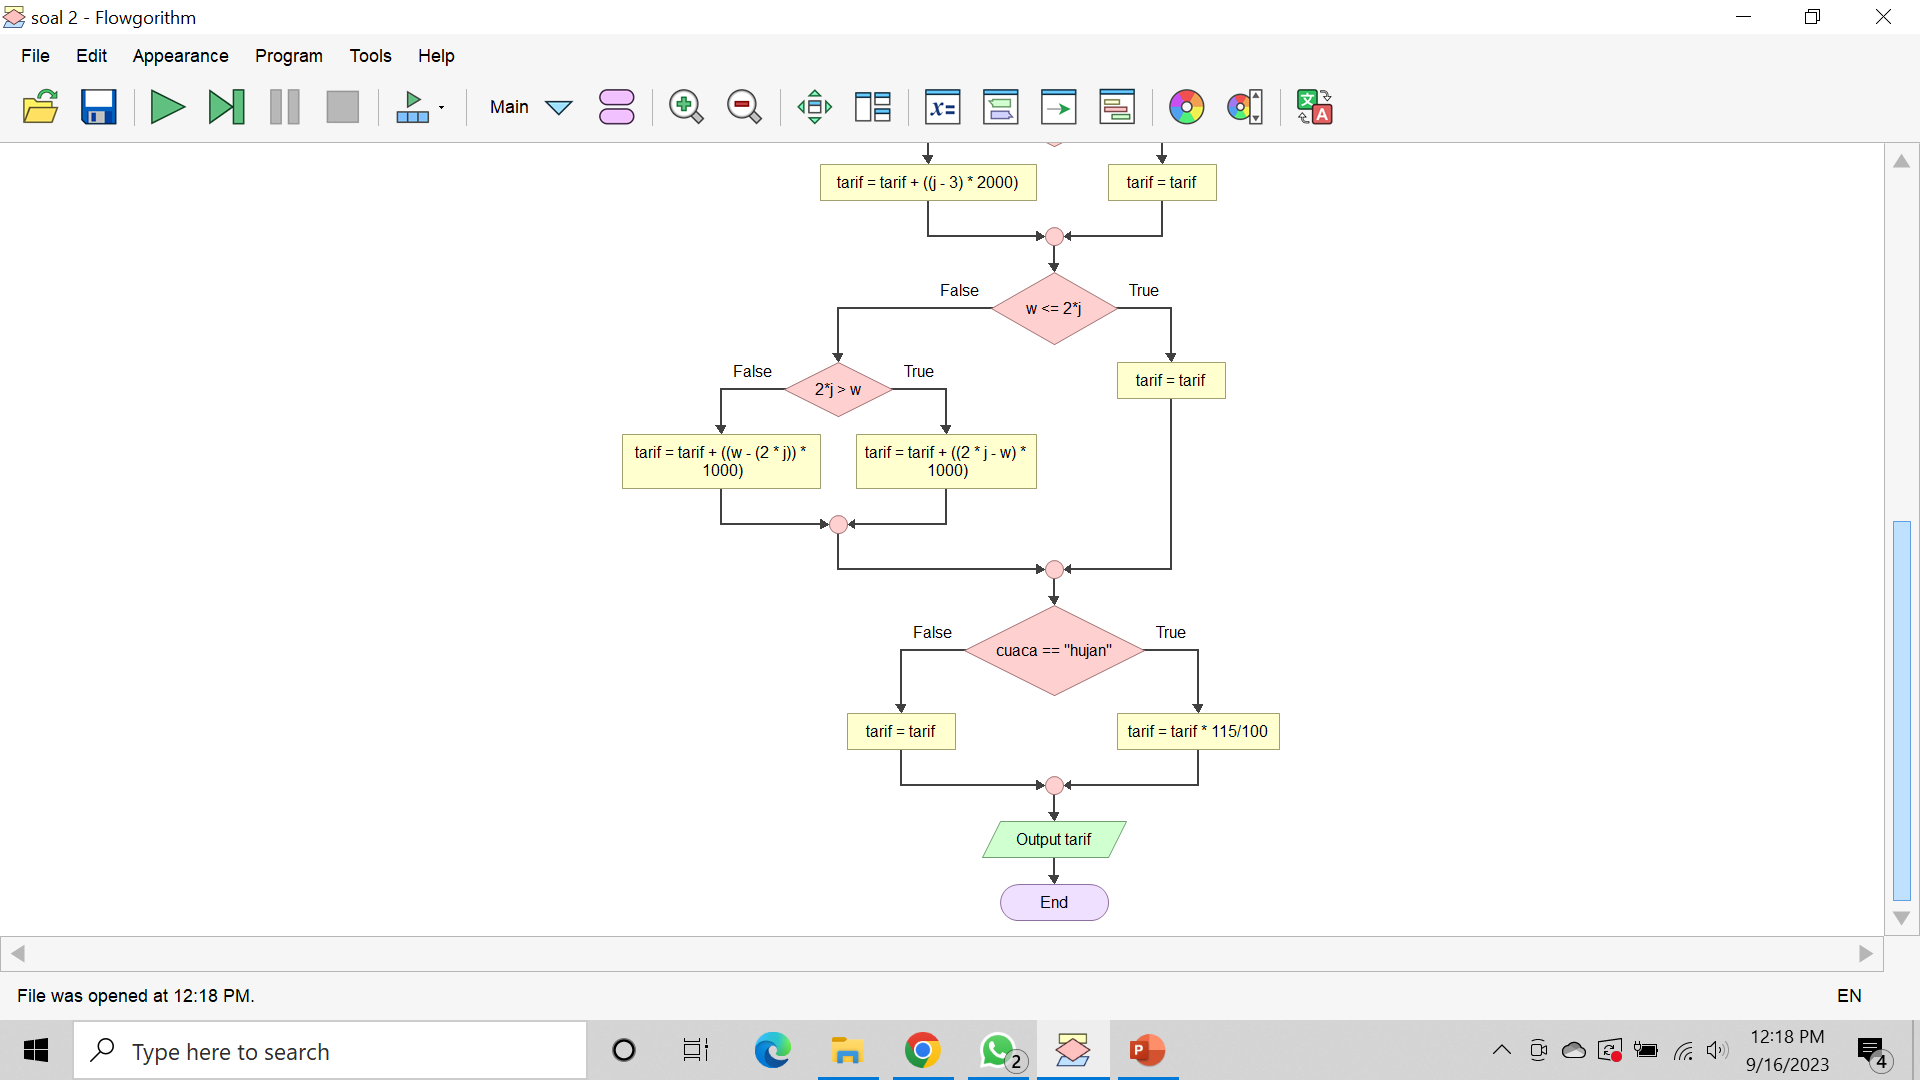 soal 2 - Flowgorithm
File Edit Appearance Program Tools Help
Main
x=
文
A
tarif = tarif + ((j - 3) * 2000)
tarif = tarif
False
True
w <= 2*j
False
True
2*j > w
tarif = tarif
tarif = tarif + ((w - (2 * j)) *
1000)
tarif = tarif + ((2 * j - w) *
1000)
False
True
cuaca == "hujan"
tarif = tarif
tarif = tarif * 115/100
Output tarif
End
File was opened at 12:18 PM.
EN
Type here to search
2
P
12:18 PM
9/16/2023
4